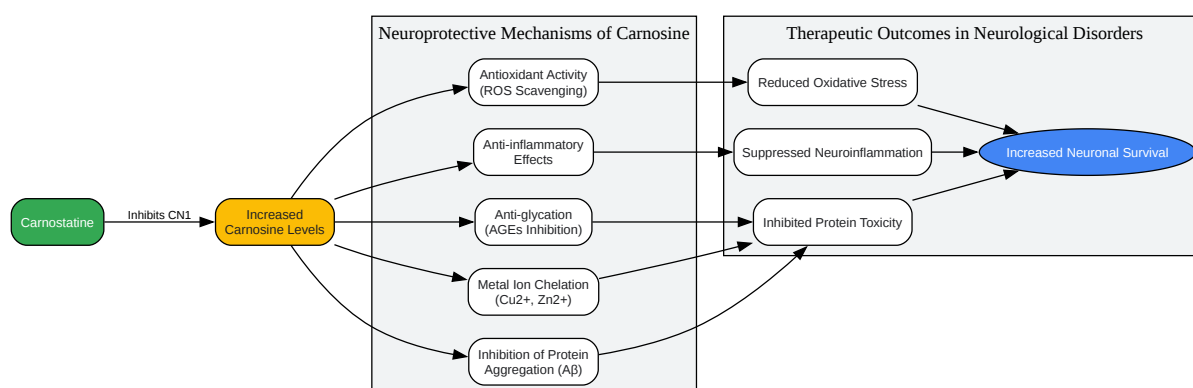 Neuroprotective Mechanisms of Carnosine
Therapeutic Outcomes in Neurological Disorders
Carnostatine
Inhibits CN1
Increased
Carnosine Levels
Antioxidant Activity
(ROS Scavenging)
Anti-inflammatory
Effects
Anti-glycation
(AGEs Inhibition)
Metal Ion Chelation
(Cu2+, Zn2+)
Inhibition of Protein
Aggregation (Aβ)
Reduced Oxidative Stress
Suppressed Neuroinflammation
Inhibited Protein Toxicity
Increased Neuronal Survival